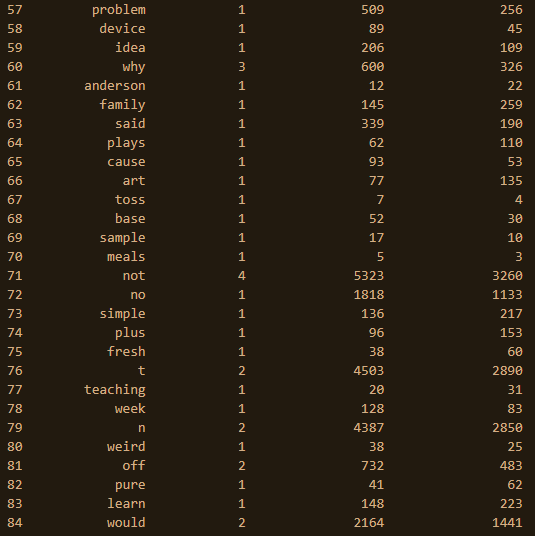 57 problem 1 509 256
58 device 1 89 45
59 idea 1 206 109
60 why 3 600 326
61 anderson 1 12 22
62 family 1 145 259
63 said 1 339 190
64 plays 1 62 110
65 cause 1 93 53
66 art 1 77 135
67 toss 1 7 4
68 base 1 52 30
69 sample 1 17 10
70 meals 1 5 3
71 not 4 5323 3260
72 no 1 1818 1133
73 simple 1 136 217
74 plus 1 96 153
75 fresh 1 38 60
76 t 2 4503 2890
77 teaching 1 20 31
78 week 1 128 83
79 n 2 4387 2850
80 weird 1 38 25
81 off 2 732 483
82 pure 1 41 62
83 learn 1 148 223
84 would 2 2164 1441